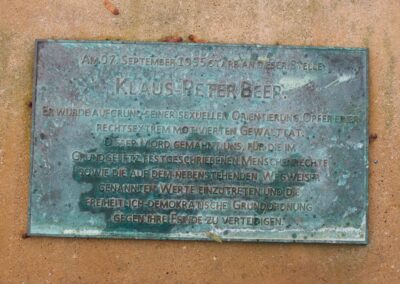 Am 07. September 1995 starb an dieser Stelle
Klaus-Peter Beer.
Er wurde aufgrund seiner sexuellen Orientierung Opfer einer
rechtsextrem motivierten Gewalttat.
Dieser Mord gemahnt uns, für die im
Grundgesetz festgeschriebenen Menschenrechte
sowie die auf dem nebenstehenden Wegweiser
genannten Werte einzutreten und die
freiheitlich-demokratische Grundordnung
gegen ihre Feinde zu verteidigen.